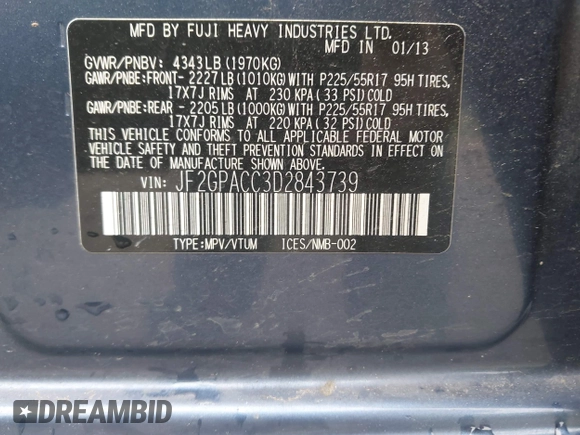 MFD BY FUJI HEAVY INDUSTRIES LTD.
MFD IN 01/13
GVWR/PNBV: 4343LB (1970KG)
GAWR/PNBE:FRONT- 2227LB(1010KG)WITH P225/55R17 95H TIRES,
17X7J RIMS AT 230 KPA (33 PSI)COLD
GAWR/PNBE:REAR - 2205LB(1000KG)WITH P225/55R17 95H TIRES,
17X7J RIMS AT 220 KPA (32 PSI)COLD
THIS VEHICLE CONFORMS TO ALL APPLICABLE FEDERAL MOTOR
VEHICLE SAFETY AND THEFT PREVENTION STANDARDS IN EFFECT
ON THE DATE OF MANUFACTURE SHOWN ABOVE.
VIN: JF2GPACC3D2843739
TYPE:MPV/VTUM ICES/NMB-002
DREAMBID